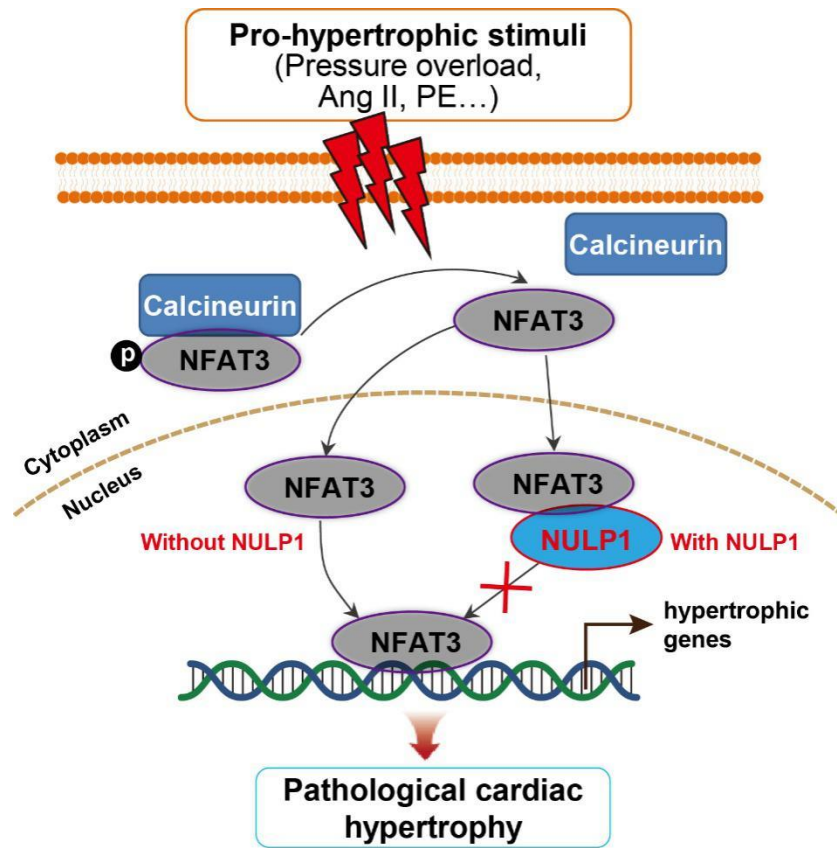 Pro-hypertrophic stimuli
(Pressure overload,
Ang II, PE…)
Calcineurin
Calcineurin
NFAT3
p
NFAT3
Cytoplasm
Nucleus
NFAT3
NFAT3
Without NULP1
NULP1
With NULP1
NFAT3
hypertrophic
genes
Pathological cardiac
hypertrophy